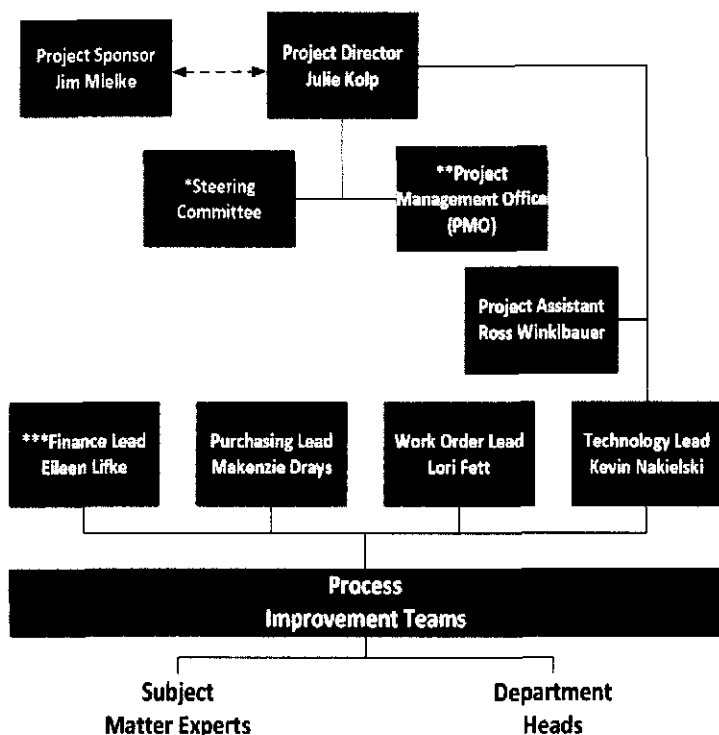 Project Sponsor
Jim Mielke
Project Director
Julie Kolp
*Steering
Committee
**Project
Management Office
(PMO)
Project Assistant
Ross Winklbauer
***Finance Lead
Eileen Lifke
Purchasing Lead
Makenzie Drays
Work Order Lead
Lori Fett
Technology Lead
Kevin Nakielski
Process
Improvement Teams
Subject
Matter Experts
Department
Heads